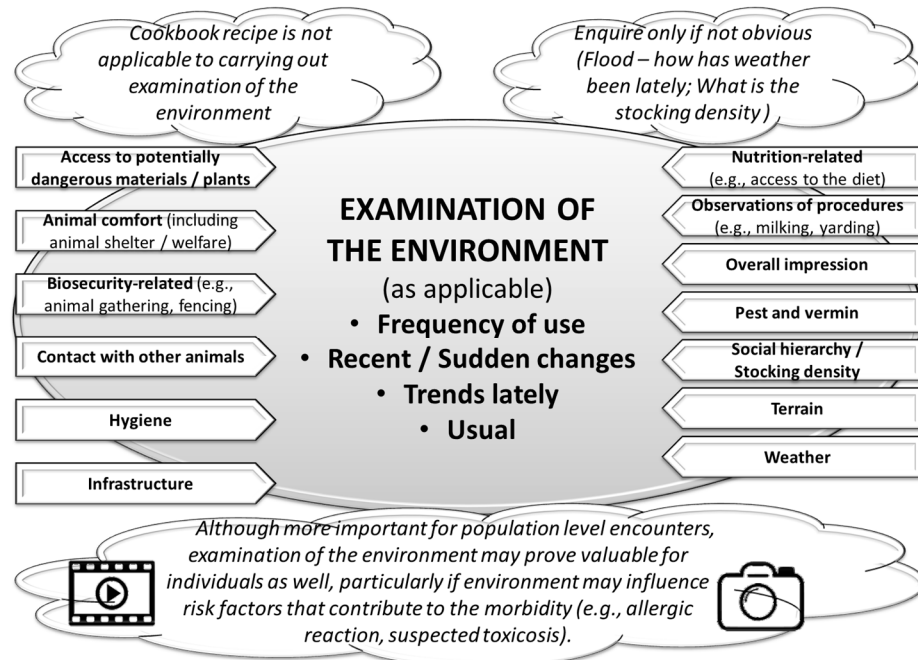 Cookbook recipe is not
applicable to carrying out
examination of the
environment
Enquire only if not obvious
(Flood – how has weather
been lately; What is the
stocking density )
Access to potentially
dangerous materials / plants
Animal comfort (including
animal shelter / welfare)
Biosecurity-related (e.g.,
animal gathering, fencing)
Contact with other animals
Hygiene
Infrastructure
EXAMINATION OF
THE ENVIRONMENT
(as applicable)
• Frequency of use
• Recent / Sudden changes
• Trends lately
• Usual
Nutrition-related
(e.g., access to the diet)
Observations of procedures
(e.g., milking, yarding)
Overall impression
Pest and vermin
Social hierarchy /
Stocking density
Terrain
Weather
Although more important for population level encounters,
examination of the environment may prove valuable for
individuals as well, particularly if environment may influence
risk factors that contribute to the morbidity (e.g., allergic
reaction, suspected toxicosis).